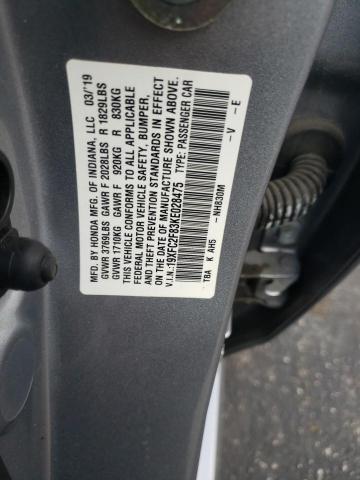 MFD. BY HONDA MFG. OF INDIANA, LLC 03/'19
GVWR 3769LBS GAWR F 2028LBS R 1829LBS
GVWR 1710KG GAWR F 920KG R 830KG
THIS VEHICLE CONFORMS TO ALL APPLICABLE
FEDERAL MOTOR VEHICLE SAFETY, BUMPER,
AND THEFT PREVENTION STANDARDS IN EFFECT
ON THE DATE OF MANUFACTURE SHOWN ABOVE.
V.I.N.:19XFC2F83KE028475 TYPE: PASSENGER CAR
TBA K AH5 -NH830M -V -E